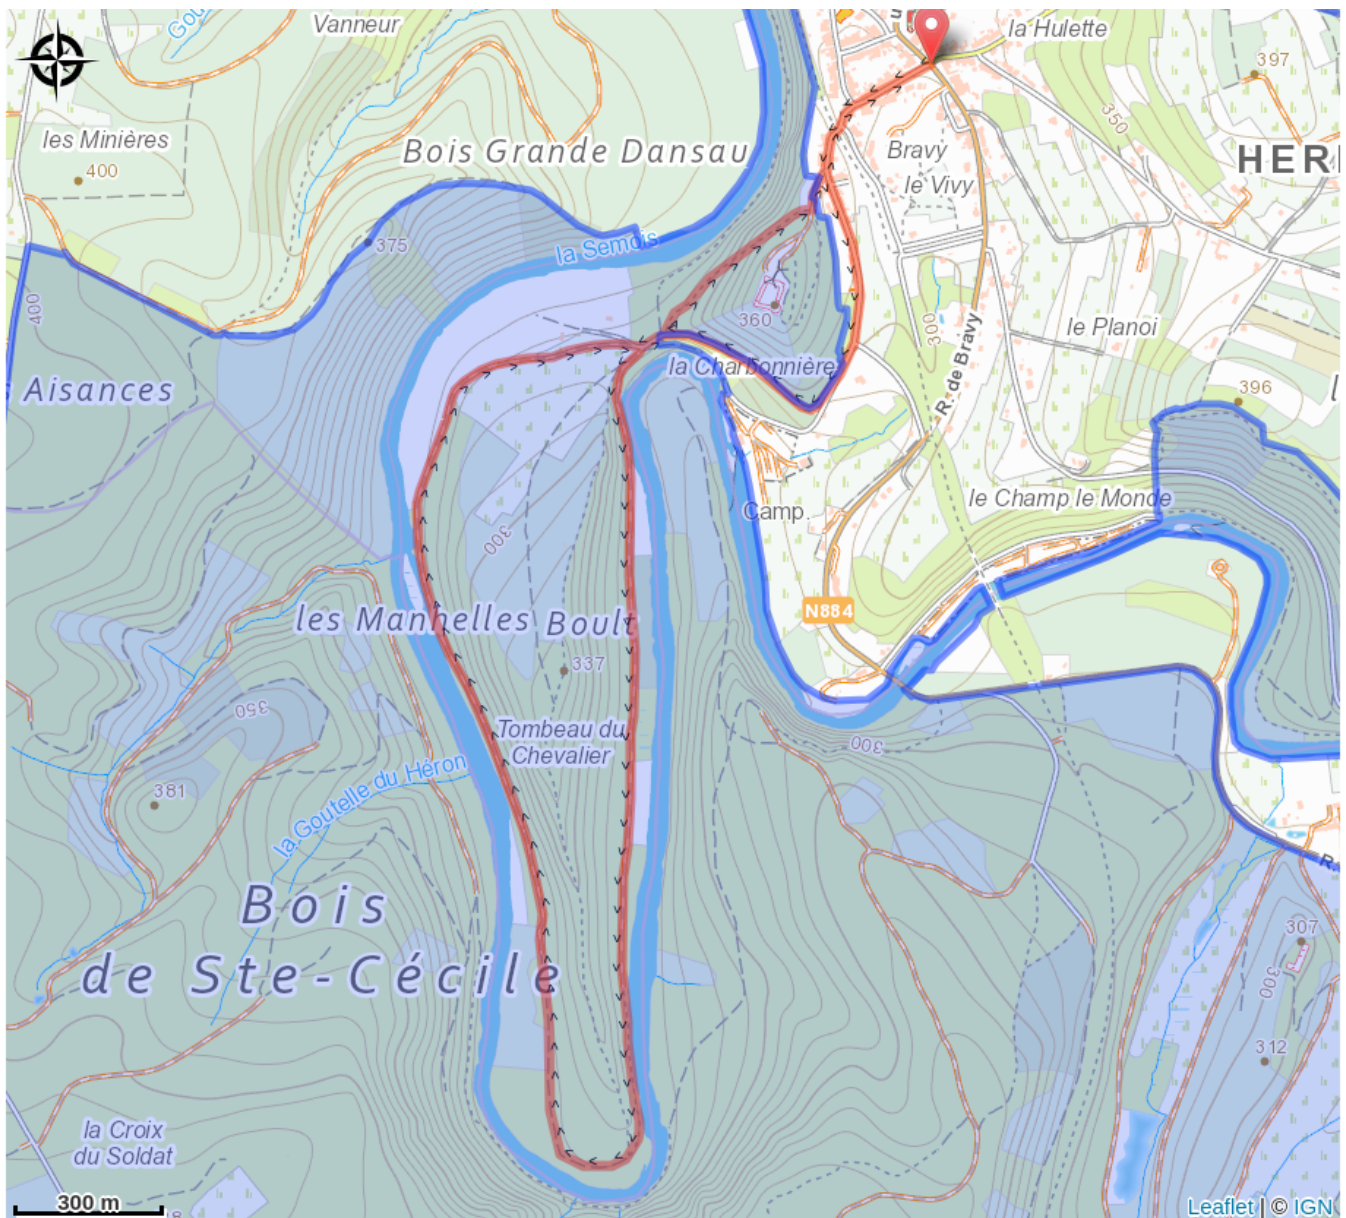 Vanneur
la Hulette
397
350
les Minières
400
Bois Grande Dansau
Bravy
le Vivy
HER
375
la Semois
400
360
300
le Planoi
la Charbonnière
R. de Bravy
Aisances
396
le Champ le Monde
Camp.
300
les Manhelles
Boult
N884
337
350
Tombeau du
Chevalier
300
la Goutelle du Héron
381
Bois
de Ste-Cécile
307
300
312
la Croix
du Soldat
300 m
Leaflet | © IGN